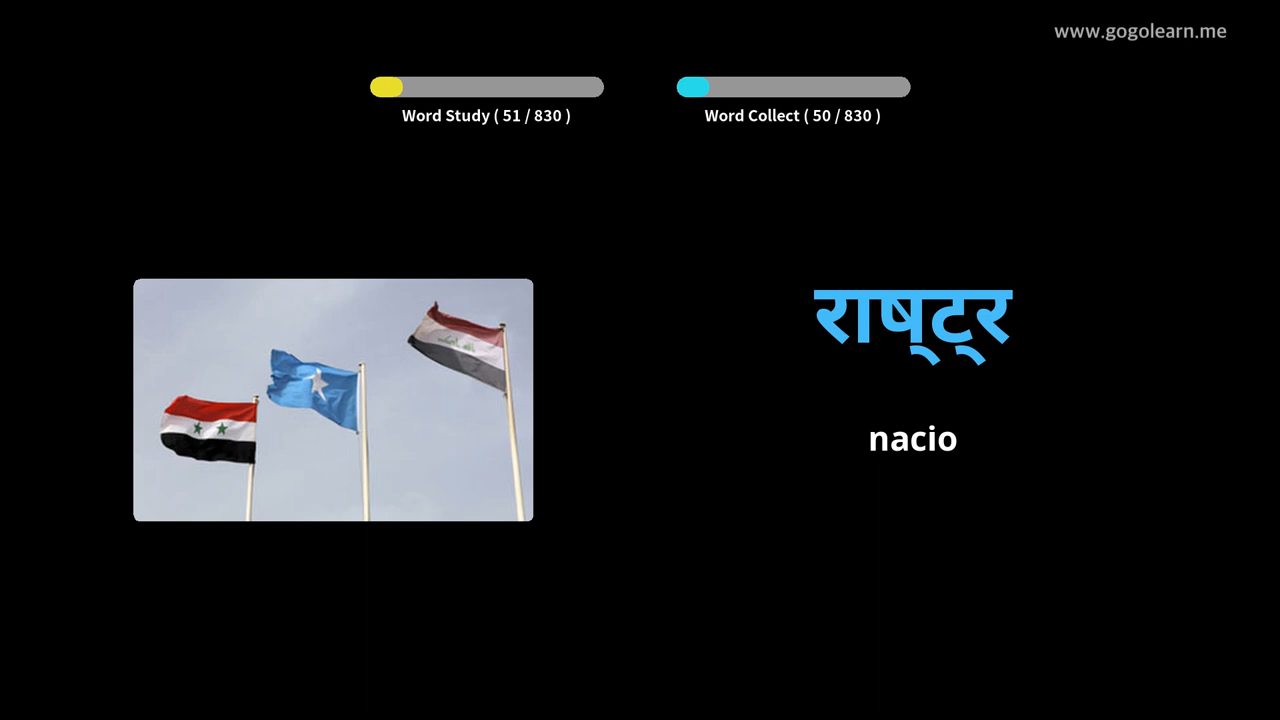 www.gogolearn.me
Word Study ( 51 / 830 )
Word Collect ( 50 / 830 )
राष्‌ट्‌र
nacio